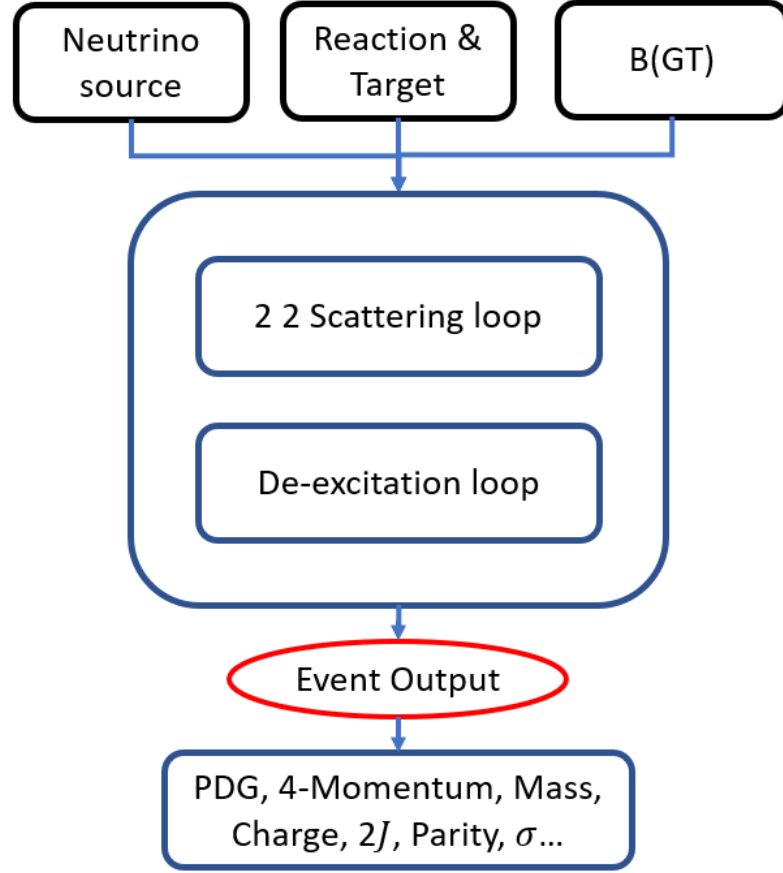 Neutrino
source
Reaction &
Target
B(GT)
2 2 Scattering loop
De-excitation loop
Event Output
PDG, 4-Momentum, Mass,
Charge, 2𝐽, Parity, 𝜎...